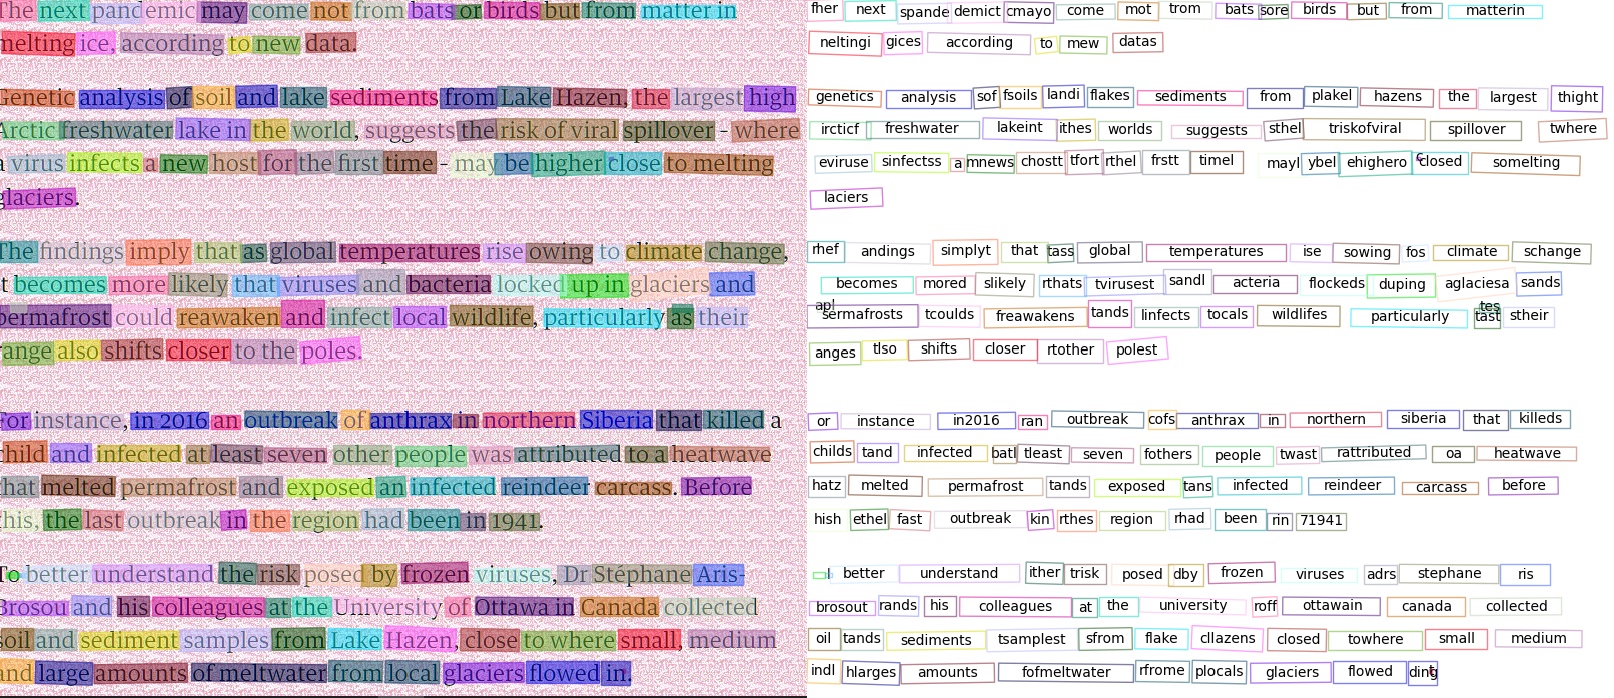 The next pandemic may come not from bats or birds but from matter in
melting ice, according to new data.
Genetic analysis of soil and lake sediments from Lake Hazen, the largest high
Arctic freshwater lake in the world, suggests the risk of viral spillover - where
a virus infects a new host for the first time - may be higher close to melting
glaciers.
The findings imply that as global temperatures rise owing to climate change,
it becomes more likely that viruses and bacteria locked up in glaciers and
permafrost could reawaken and infect local wildlife, particularly as their
range also shifts closer to the poles.
For instance, in 2016 an outbreak of anthrax in northern Siberia that killed a
child and infected at least seven other people was attributed to a heatwave
that melted permafrost and exposed an infected reindeer carcass. Before
this, the last outbreak in the region had been in 1941.
To better understand the risk posed by frozen viruses, Dr Stéphane Aris-
Brosou and his colleagues at the University of Ottawa in Canada collected
soil and sediment samples from Lake Hazen, close to where small, medium
and large amounts of meltwater from local glaciers flowed in.
fher next spande demict cmayo come mot trom bats sore birds but from matterin
neltingi gices according to mew datas
genetics analysis sof fsoils landi flakes sediments from plakel hazens the largest thight
ircticf freshwater lakeint ithes worlds suggests sthel triskofviral spillover twhere
eviruse sinfectss a mnews chostt tfort rthel frstt timel mayl ybel ehighero closed somelting
laciers
rhef andings simplyt that tass global temperatures ise sowing fos climate schange
becomes mored slikely rthats tvirusest sandl acteria flockeds duping aglaciesa sands
ap! sermafrosts tcoulds freawakens tands linfects tocals wildlifes particularly tes tast stheir
anges tlso shifts closer rtother polest
or instance in2016 ran outbreak cofs anthrax in northern siberia that killeds
childs tand infected batl tleast seven fothers people twast rattributed oa heatwave
hatz melted permafrost tands exposed tans infected reindeer carcass before
hish ethel fast outbreak kin rthes region rhad been rin 71941
l better understand ither trisk posed dby frozen viruses adrs stephane ris
brosout rands his colleagues at the university roff ottawain canada collected
oil tands sediments tsamplest sfrom flake cllazens closed towhere small medium
indl hlarges amounts fofmeltwater rfrome plocals glaciers flowed ding